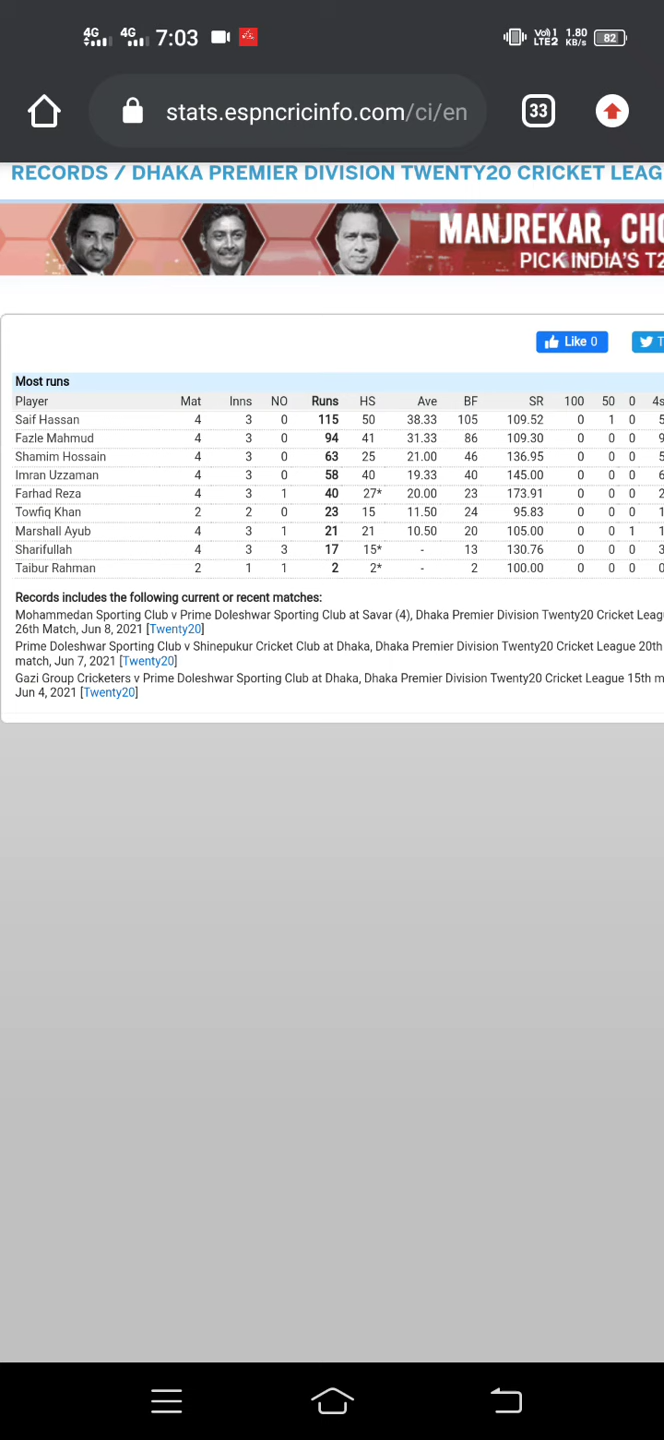 4G 4G 7:03 Vo)) 1 LTE2 1.80 KB/s 82
stats.espncricinfo.com/ci/en 33
RECORDS / DHAKA PREMIER DIVISION TWENTY20 CRICKET LEAG
MANJREKAR, CHO
PICK INDIA'S T2
Like 0 T
Most runs
Player Mat Inns NO Runs HS Ave BF SR 100 50 0 4s
Saif Hassan 4 3 0 115 50 38.33 105 109.52 0 1 0 5
Fazle Mahmud 4 3 0 94 41 31.33 86 109.30 0 0 0 9
Shamim Hossain 4 3 0 63 25 21.00 46 136.95 0 0 0 5
Imran Uzzaman 4 3 0 58 40 19.33 40 145.00 0 0 0 6
Farhad Reza 4 3 1 40 27* 20.00 23 173.91 0 0 0 2
Towfiq Khan 2 2 0 23 15 11.50 24 95.83 0 0 0 1
Marshall Ayub 4 3 1 21 21 10.50 20 105.00 0 0 1 1
Sharifullah 4 3 3 17 15* - 13 130.76 0 0 0 3
Taibur Rahman 2 1 1 2 2* - 2 100.00 0 0 0 0
Records includes the following current or recent matches:
Mohammedan Sporting Club v Prime Doleshwar Sporting Club at Savar (4), Dhaka Premier Division Twenty20 Cricket Leagu
26th Match, Jun 8, 2021 [Twenty20]
Prime Doleshwar Sporting Club v Shinepukur Cricket Club at Dhaka, Dhaka Premier Division Twenty20 Cricket League 20th
match, Jun 7, 2021 [Twenty20]
Gazi Group Cricketers v Prime Doleshwar Sporting Club at Dhaka, Dhaka Premier Division Twenty20 Cricket League 15th m
Jun 4, 2021 [Twenty20]